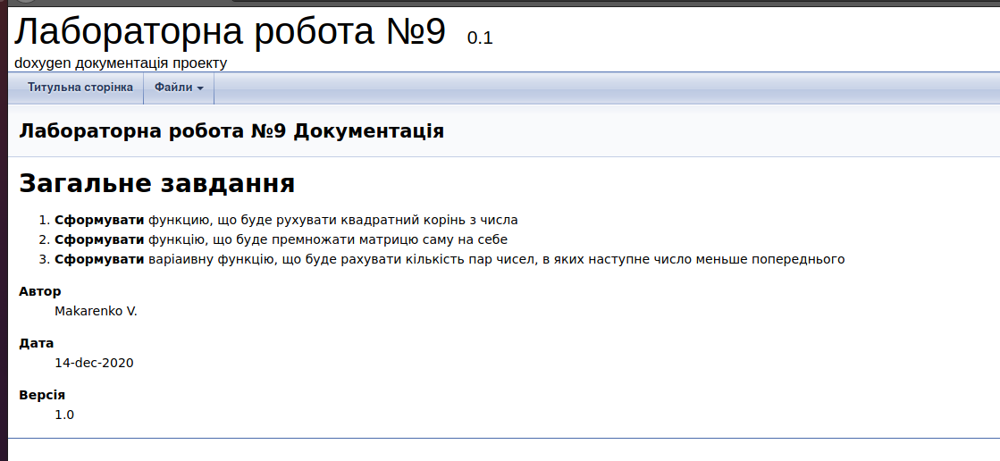 Лабораторна робота №9 0.1
doxygen документація проекту
Титульна сторінка Файли
Лабораторна робота №9 Документація
Загальне завдання
1. Сформувати функцию, що буде рухувати квадратний корінь з числа
2. Сформувати функцію, що буде премножати матрицю саму на себе
3. Сформувати варіаивну функцію, що буде рахувати кількість пар чисел, в яких наступне число меньше попереднього
Автор
Makarenko V.
Дата
14-dec-2020
Версія
1.0